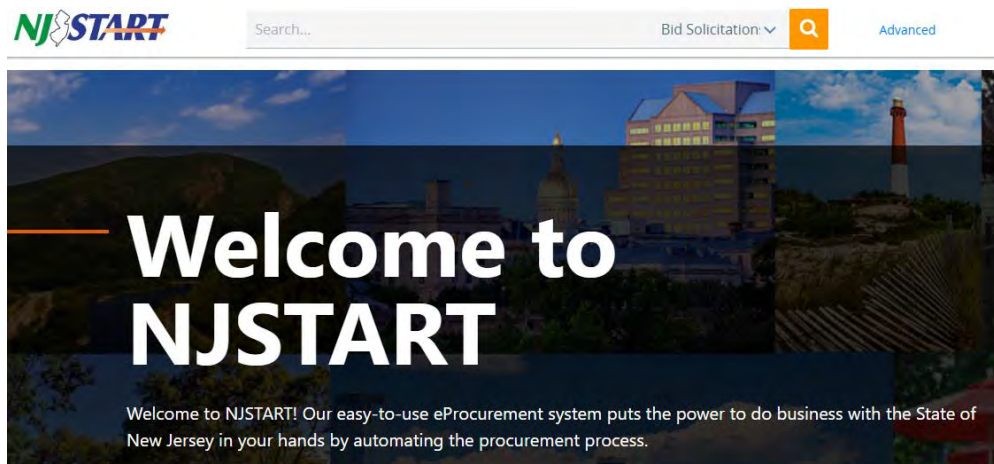 NJSTART
Search...
Bid Solicitation:
Advanced
Welcome to
NJSTART
Welcome to NJSTART! Our easy-to-use eProcurement system puts the power to do business with the State of
New Jersey in your hands by automating the procurement process.